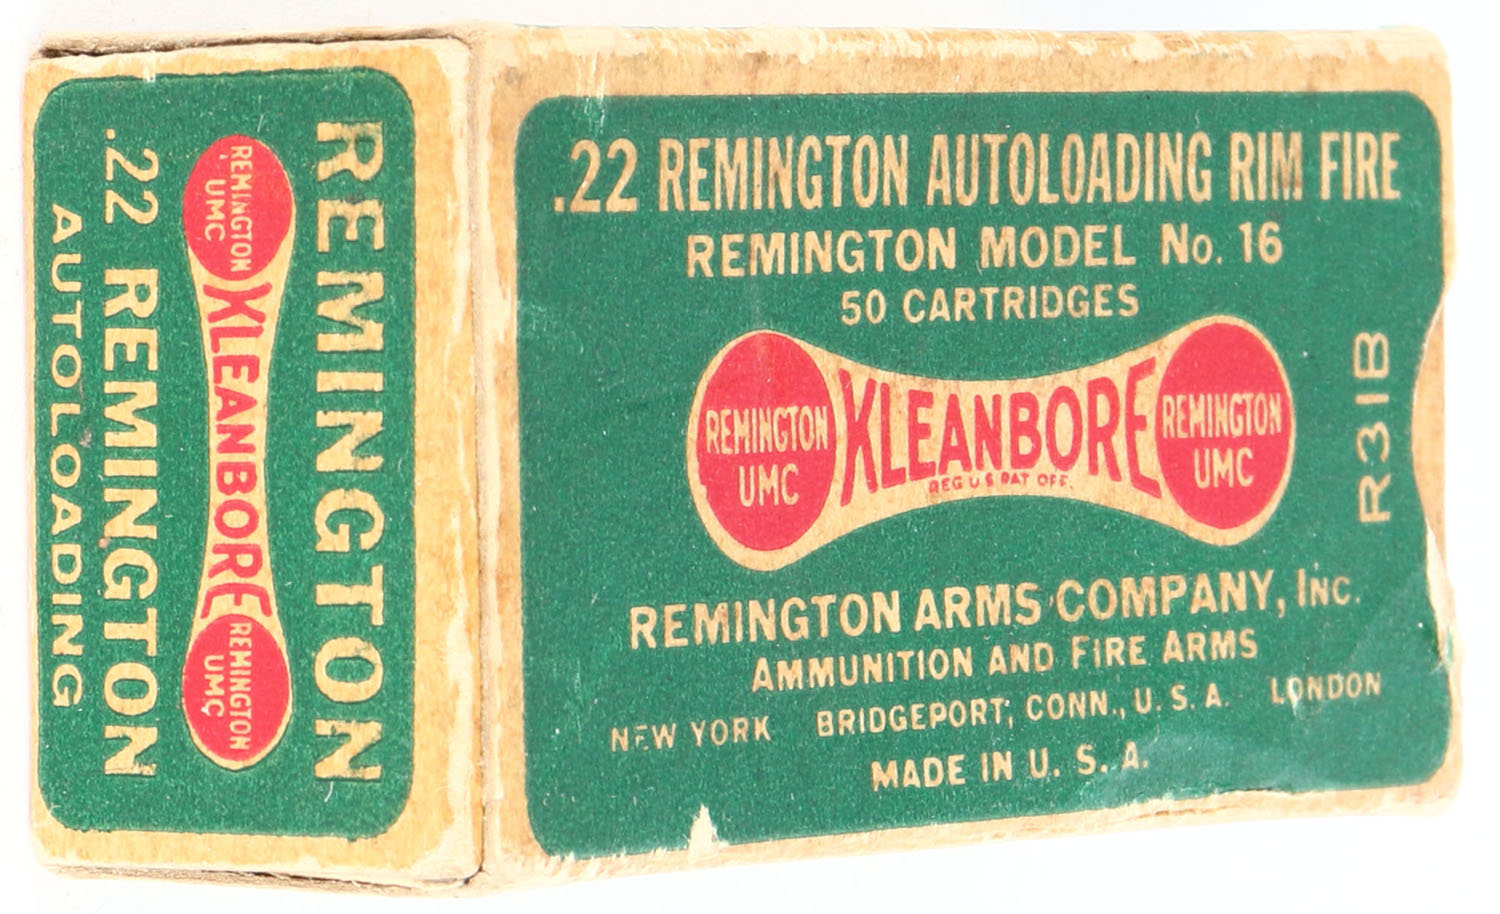 REMINGTON
REMINGTON
UMC
KLEANBORE
REMINGTON
UMC
.22 REMINGTON
AUTOLOADING
.22 REMINGTON AUTOLOADING RIM FIRE
REMINGTON MODEL No. 16
50 CARTRIDGES
REMINGTON
UMC
KLEANBORE
REG U S PAT OFF.
REMINGTON
UMC
R31B
REMINGTON ARMS COMPANY, INC.
AMMUNITION AND FIRE ARMS
NEW YORK BRIDGEPORT, CONN., U. S. A. LONDON
MADE IN U. S. A.